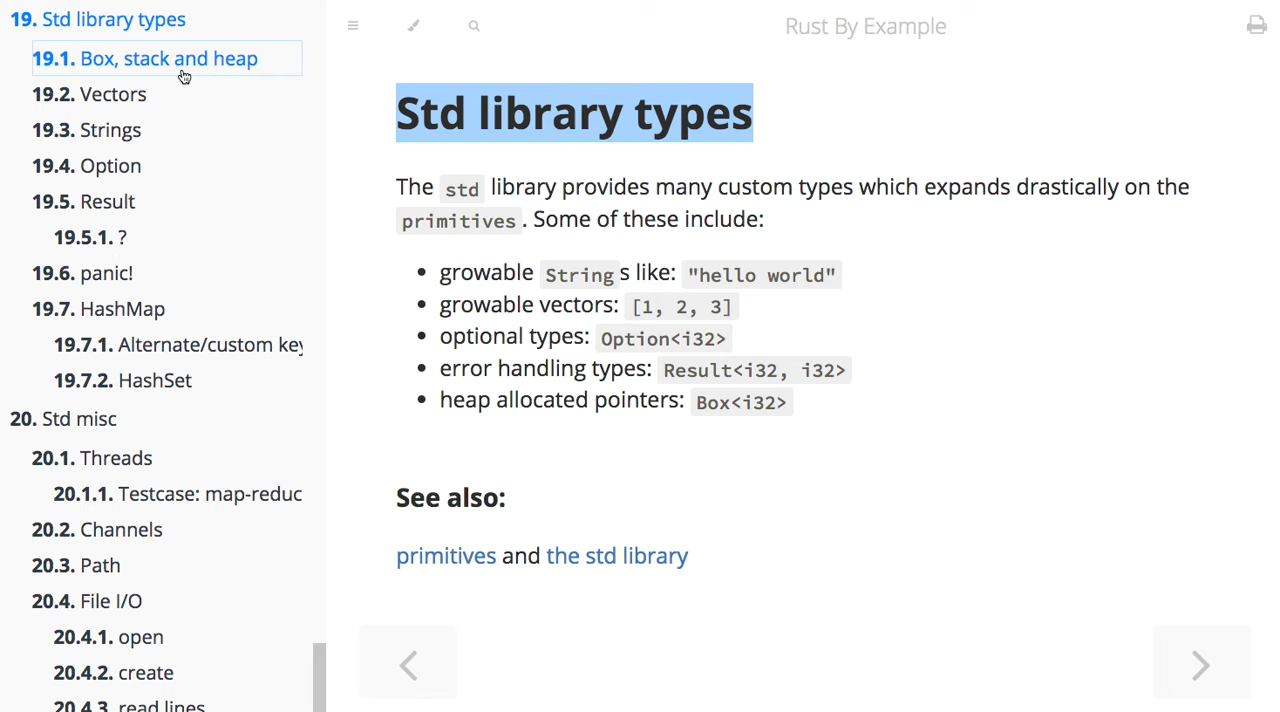 19. Std library types
19.1. Box, stack and heap
19.2. Vectors
19.3. Strings
19.4. Option
19.5. Result
19.5.1. ?
19.6. panic!
19.7. HashMap
19.7.1. Alternate/custom key
19.7.2. HashSet
20. Std misc
20.1. Threads
20.1.1. Testcase: map-reduc
20.2. Channels
20.3. Path
20.4. File I/O
20.4.1. open
20.4.2. create
20.4.3. read lines
Rust By Example
Std library types
The std library provides many custom types which expands drastically on the
primitives. Some of these include:
• growable Strings like: "hello world"
• growable vectors: [1, 2, 3]
• optional types: Option<i32>
• error handling types: Result<i32, i32>
• heap allocated pointers: Box<i32>
See also:
primitives and the std library